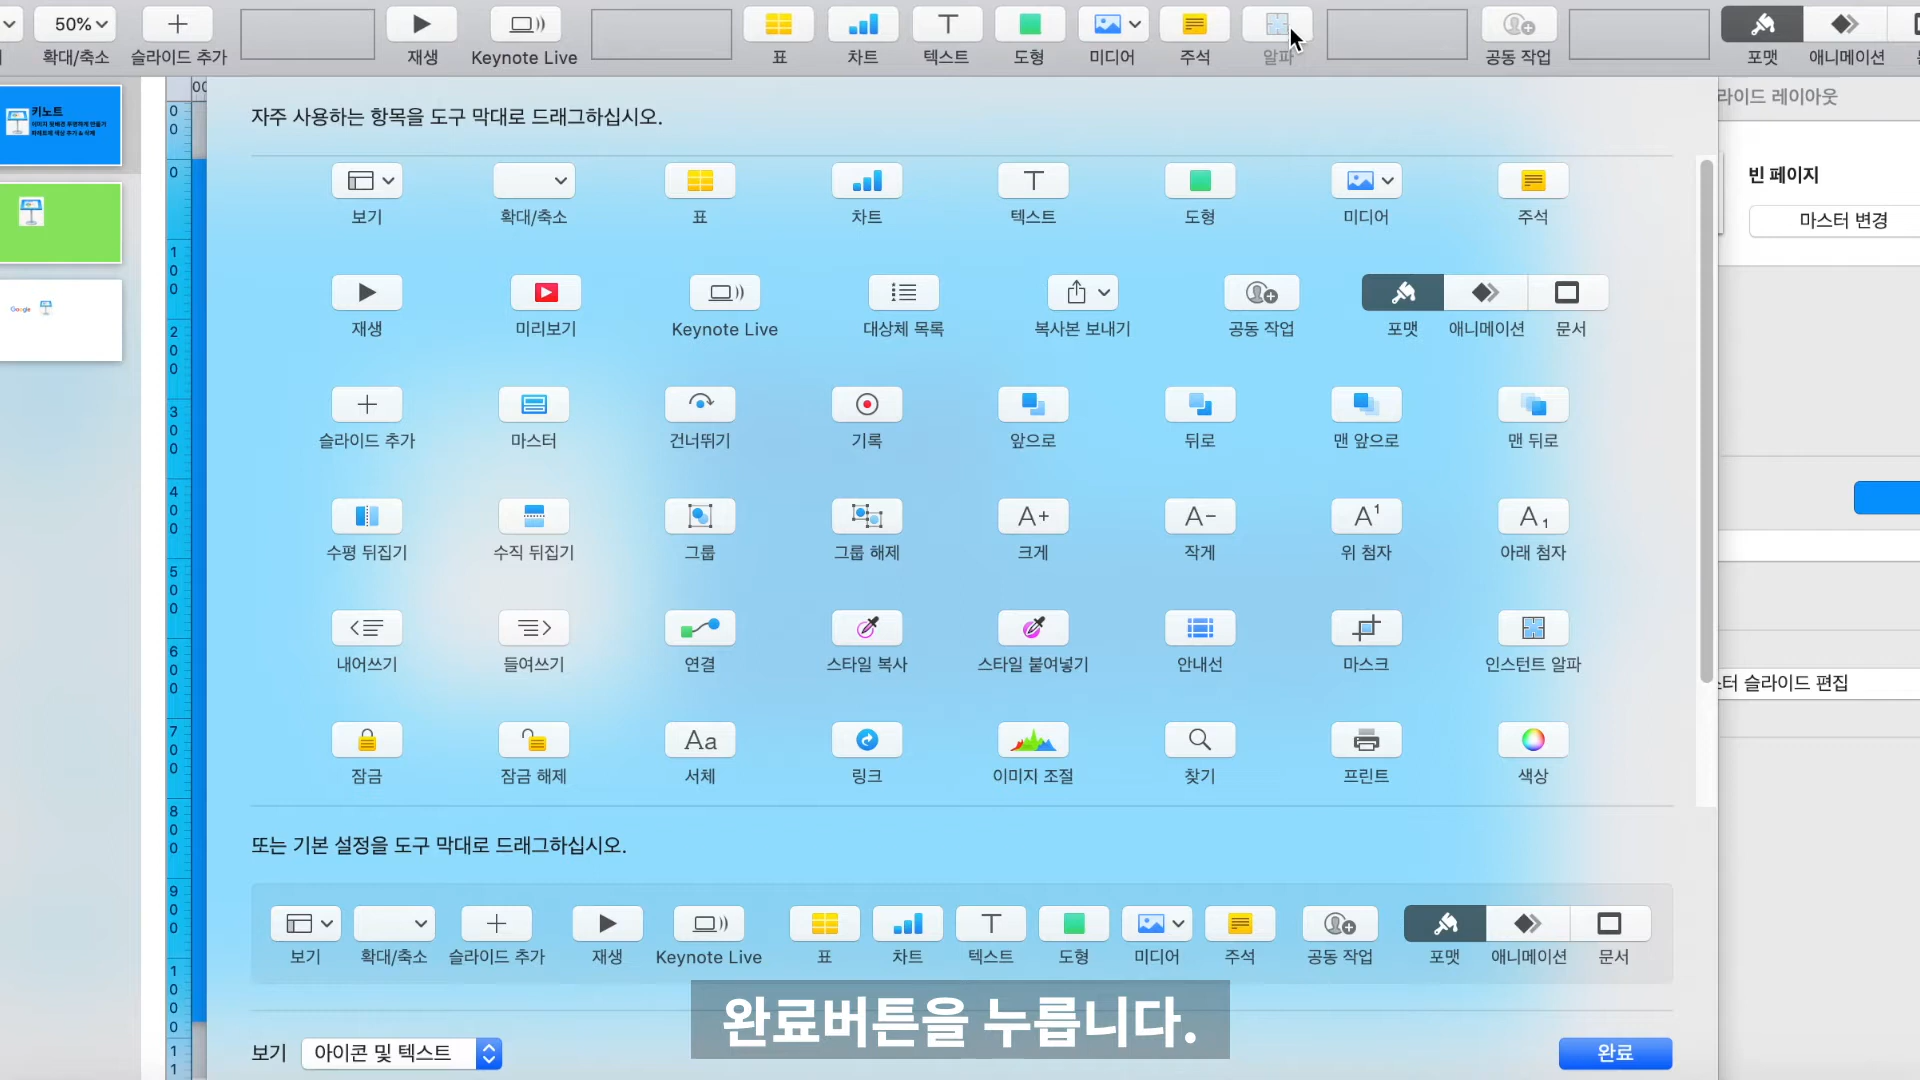 50%
확대/축소
슬라이드 추가
재생
Keynote Live
표
차트
텍스트
도형
미디어
주석
알파
공동 작업
포맷
애니메이션
라이드 레이아웃
키노트
Google
빈 페이지
마스터 변경
터 슬라이드 편집
자주 사용하는 항목을 도구 막대로 드래그하십시오.
보기
확대/축소
표
차트
텍스트
도형
미디어
주석
재생
미리보기
Keynote Live
대상체 목록
복사본 보내기
공동 작업
포맷
애니메이션
문서
슬라이드 추가
마스터
건너뛰기
기록
앞으로
뒤로
맨 앞으로
맨 뒤로
수평 뒤집기
수직 뒤집기
그룹
그룹 해제
크게
작게
위 첨자
아래 첨자
내어쓰기
들여쓰기
연결
스타일 복사
스타일 붙여넣기
안내선
마스크
인스턴트 알파
잠금
잠금 해제
서체
링크
이미지 조절
찾기
프린트
색상
또는 기본 설정을 도구 막대로 드래그하십시오.
보기
확대/축소
슬라이드 추가
재생
Keynote Live
표
차트
텍스트
도형
미디어
주석
공동 작업
포맷
애니메이션
문서
완료버튼을 누릅니다.
보기
아이콘 및 텍스트
완료